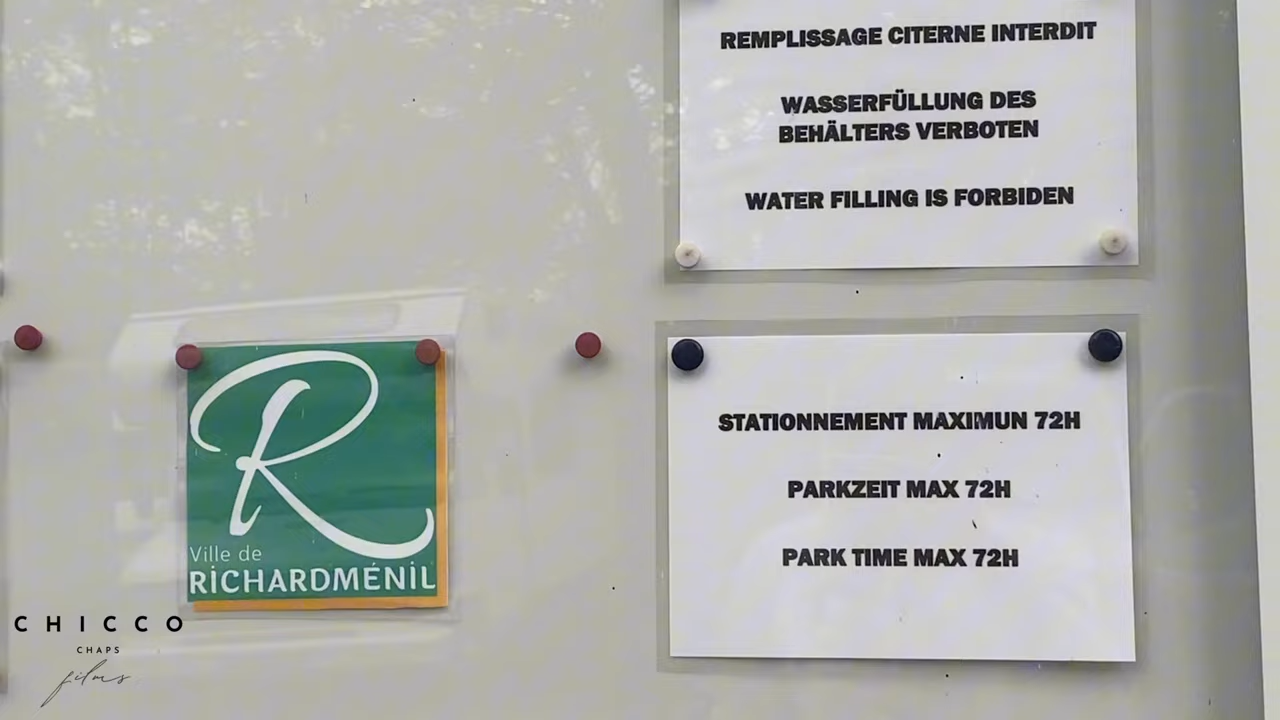 REMPLISSAGE CITERNE INTERDIT
WASSERFÜLLUNG DES
BEHÄLTERS VERBOTEN
WATER FILLING IS FORBIDEN
STATIONNEMENT MAXIMUN 72H
PARKZEIT MAX 72H
PARK TIME MAX 72H
R
Ville de
RICHARDMÉNIL
CHICCO
CHAPS
films